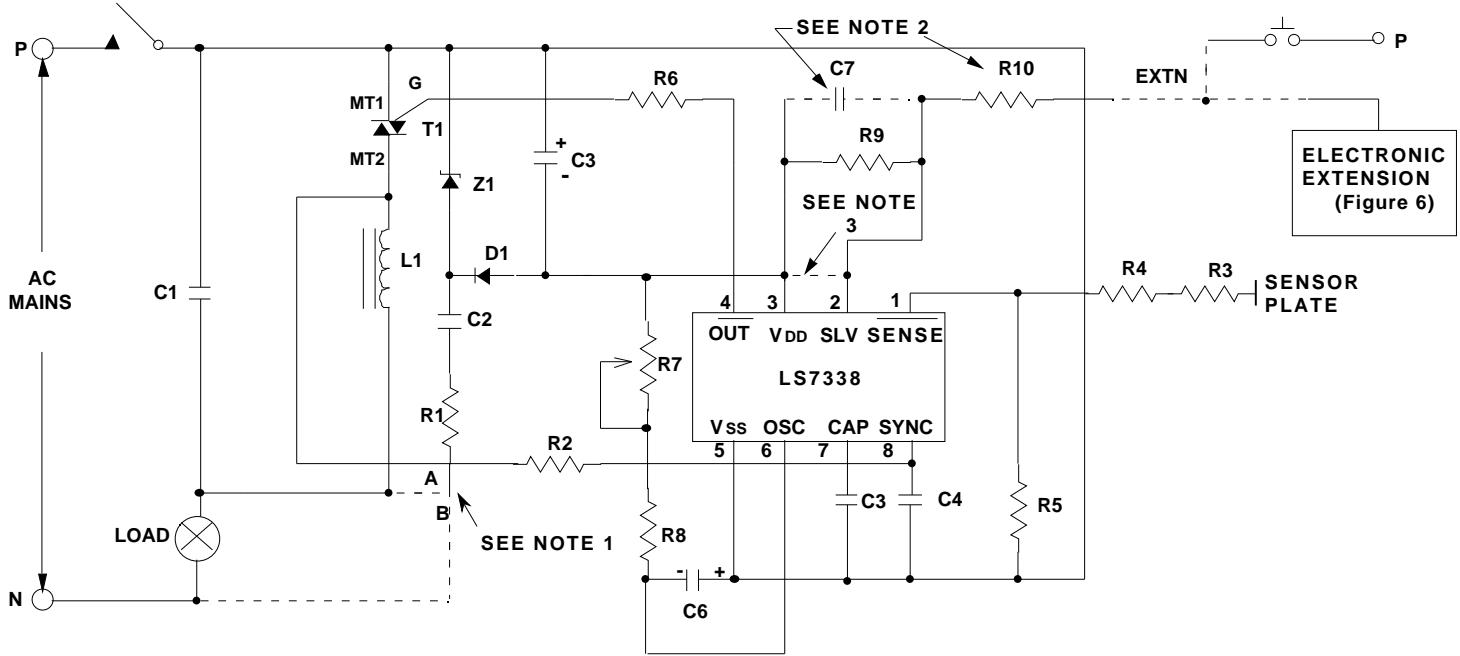 P
AC
MAINS
N
C1
LOAD
MT1
G
T1
MT2
L1
Z1
D1
C2
R1
A
B
SEE NOTE 1
+
-
C3
R6
R2
R7
R8
-
+
C6
SEE NOTE 2
C7
R10
R9
SEE NOTE
3
EXTN
P
ELECTRONIC
EXTENSION
(Figure 6)
R4
R3
SENSOR
PLATE
4
3
2
1
OUT
VDD
SLV
SENSE
LS7338
VSS
OSC
CAP
SYNC
5
6
7
8
C3
C4
R5